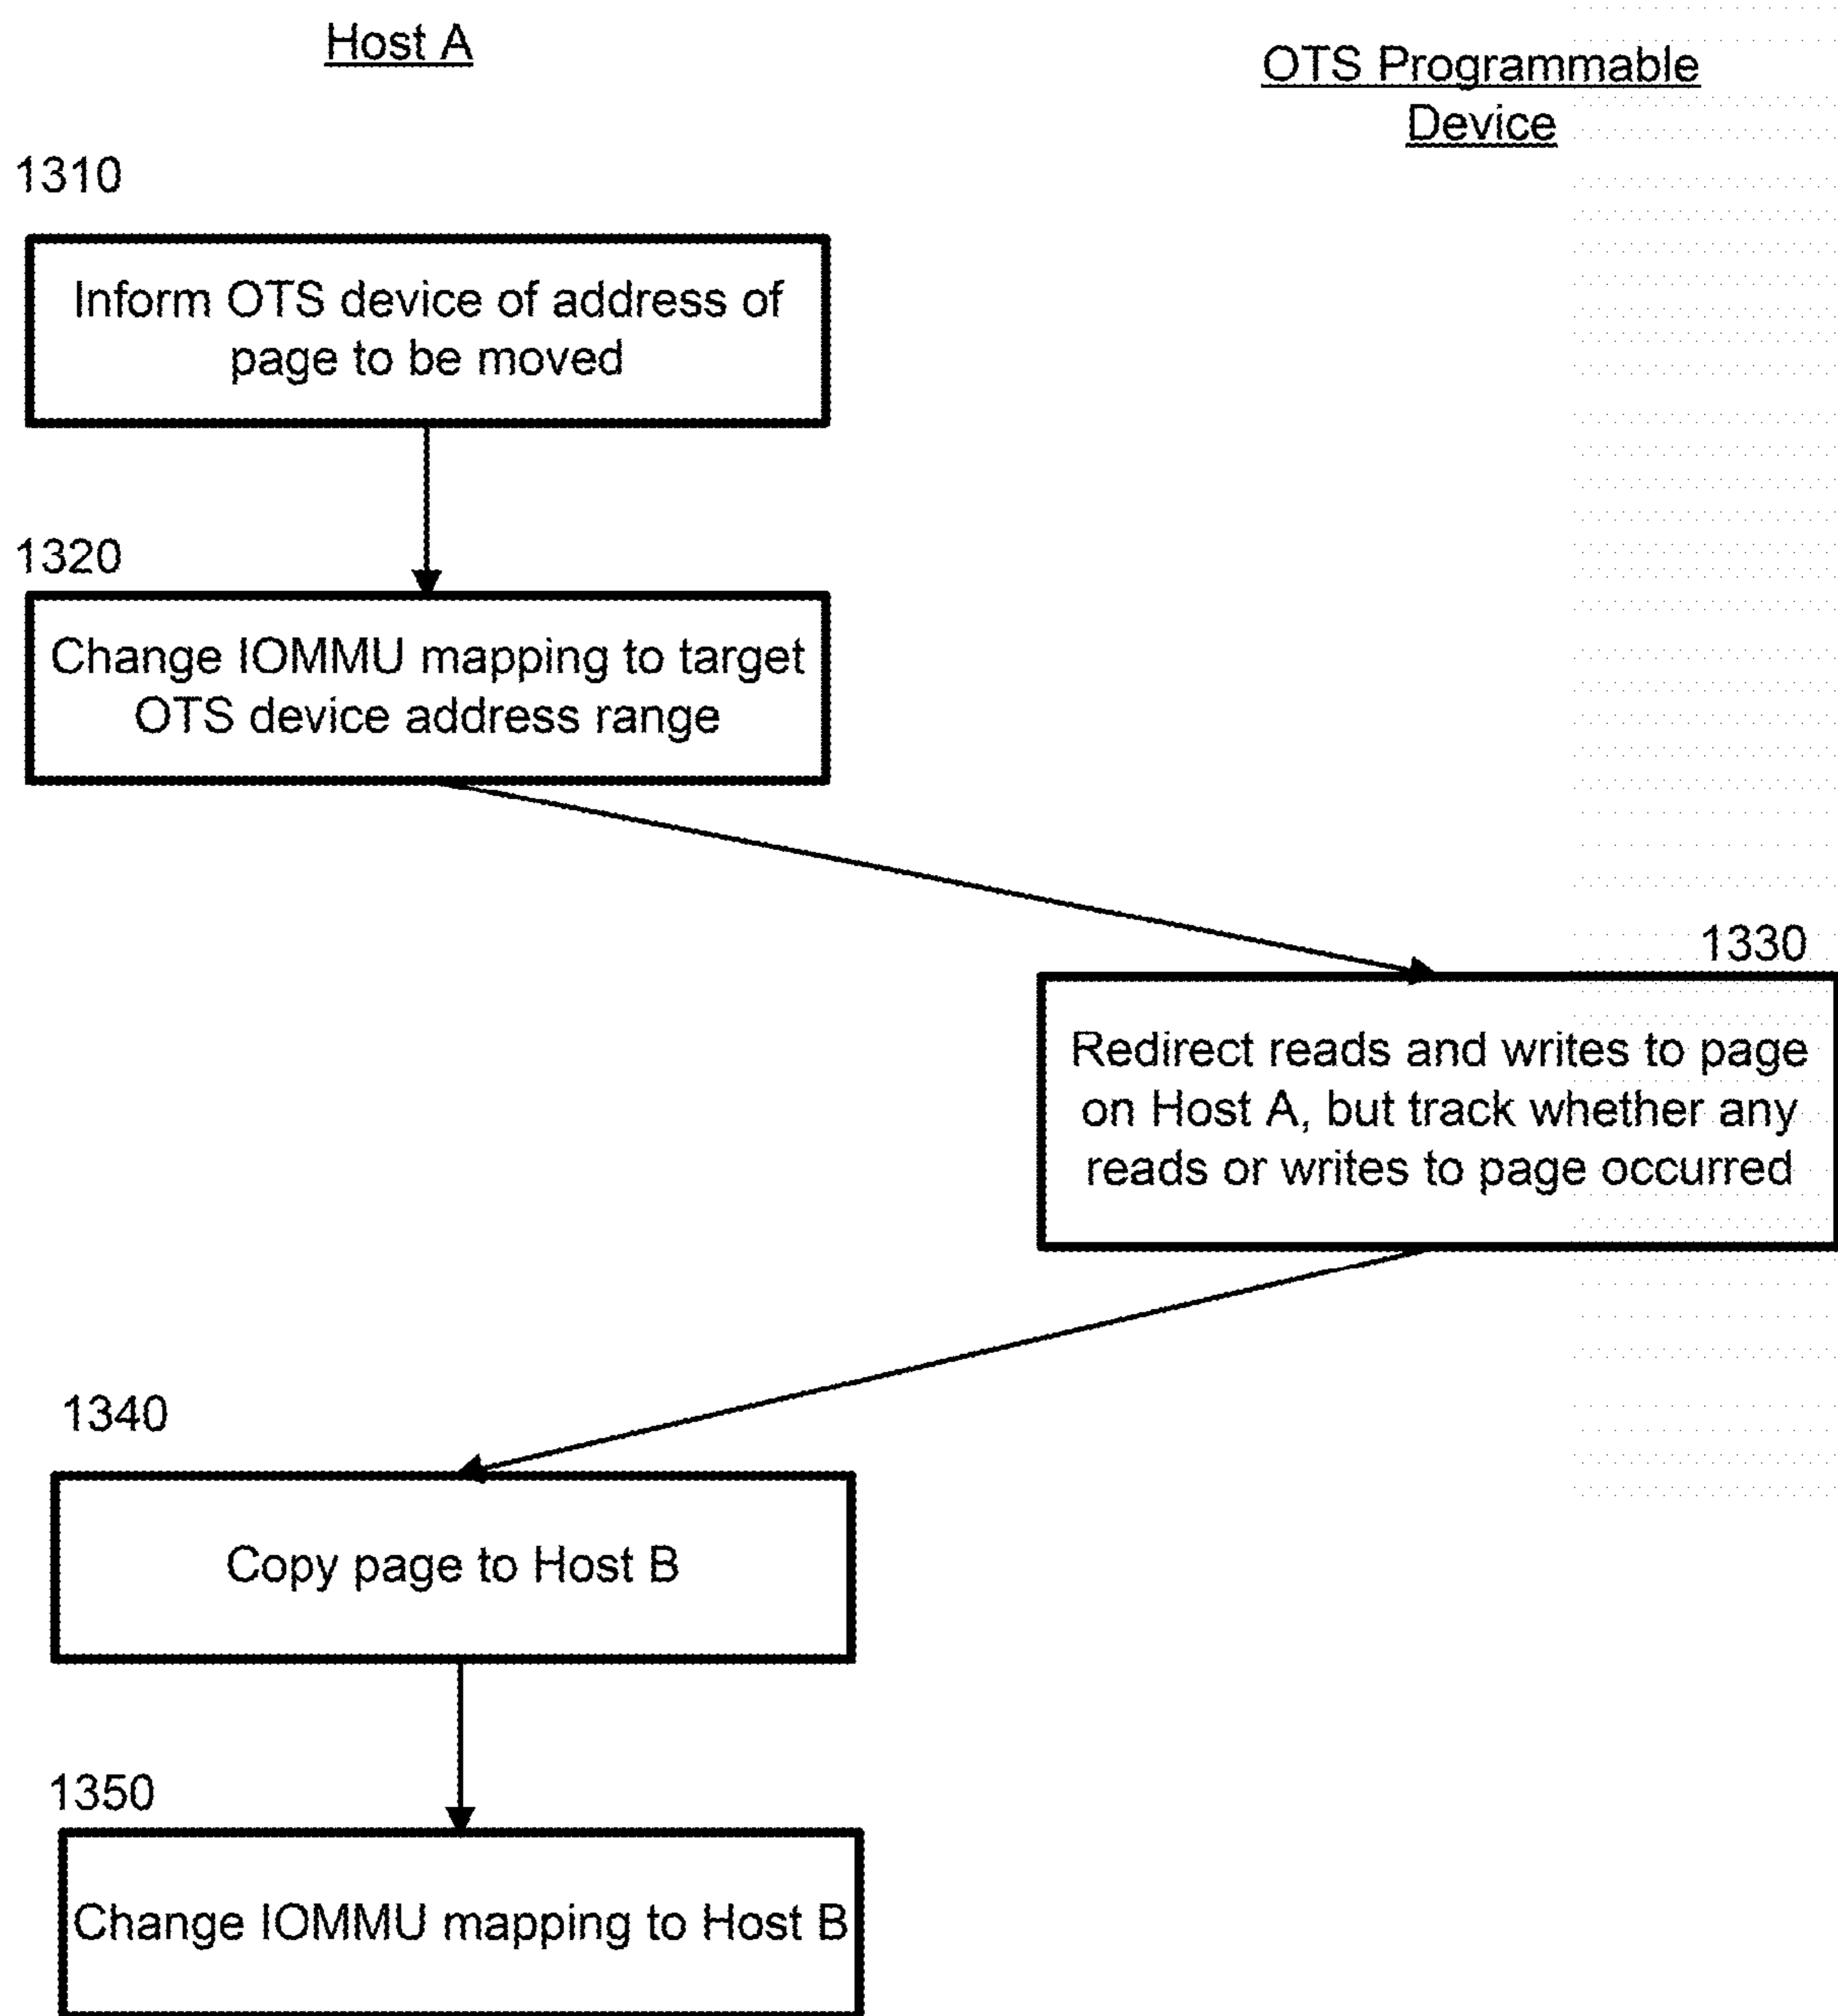 Host A
OTS Programmable
Device
1310
Inform OTS device of address of
page to be moved
1320
Change IOMMU mapping to target
OTS device address range
1330
Redirect reads and writes to page
on Host A, but track whether any
reads or writes to page occurred
1340
Copy page to Host B
1350
Change IOMMU mapping to Host B